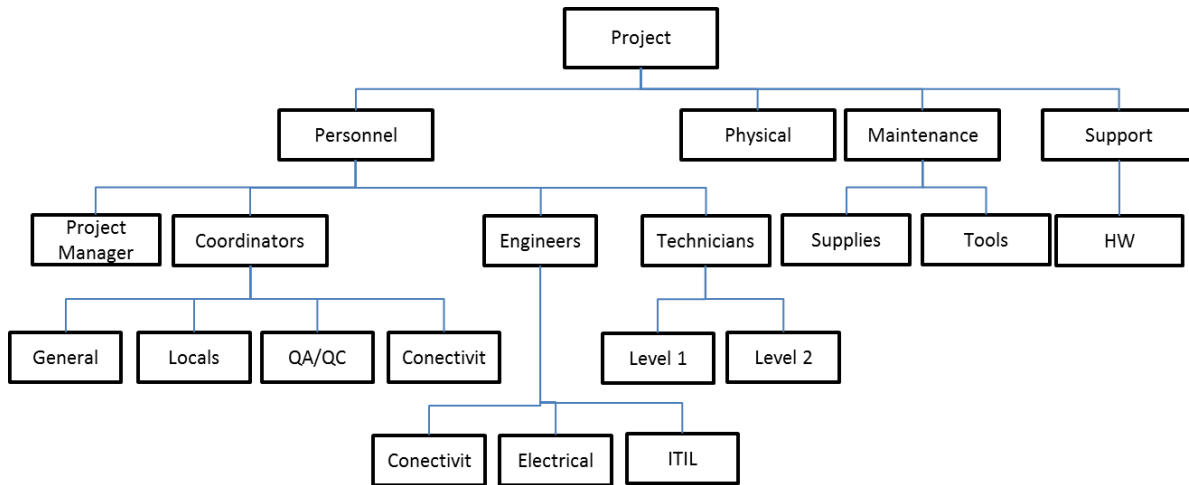 Project
Personnel
Physical
Maintenance
Support
Project
Manager
Coordinators
Engineers
Technicians
Supplies
Tools
HW
General
Locals
QA/QC
Conectivit
Level 1
Level 2
Conectivit
Electrical
ITIL